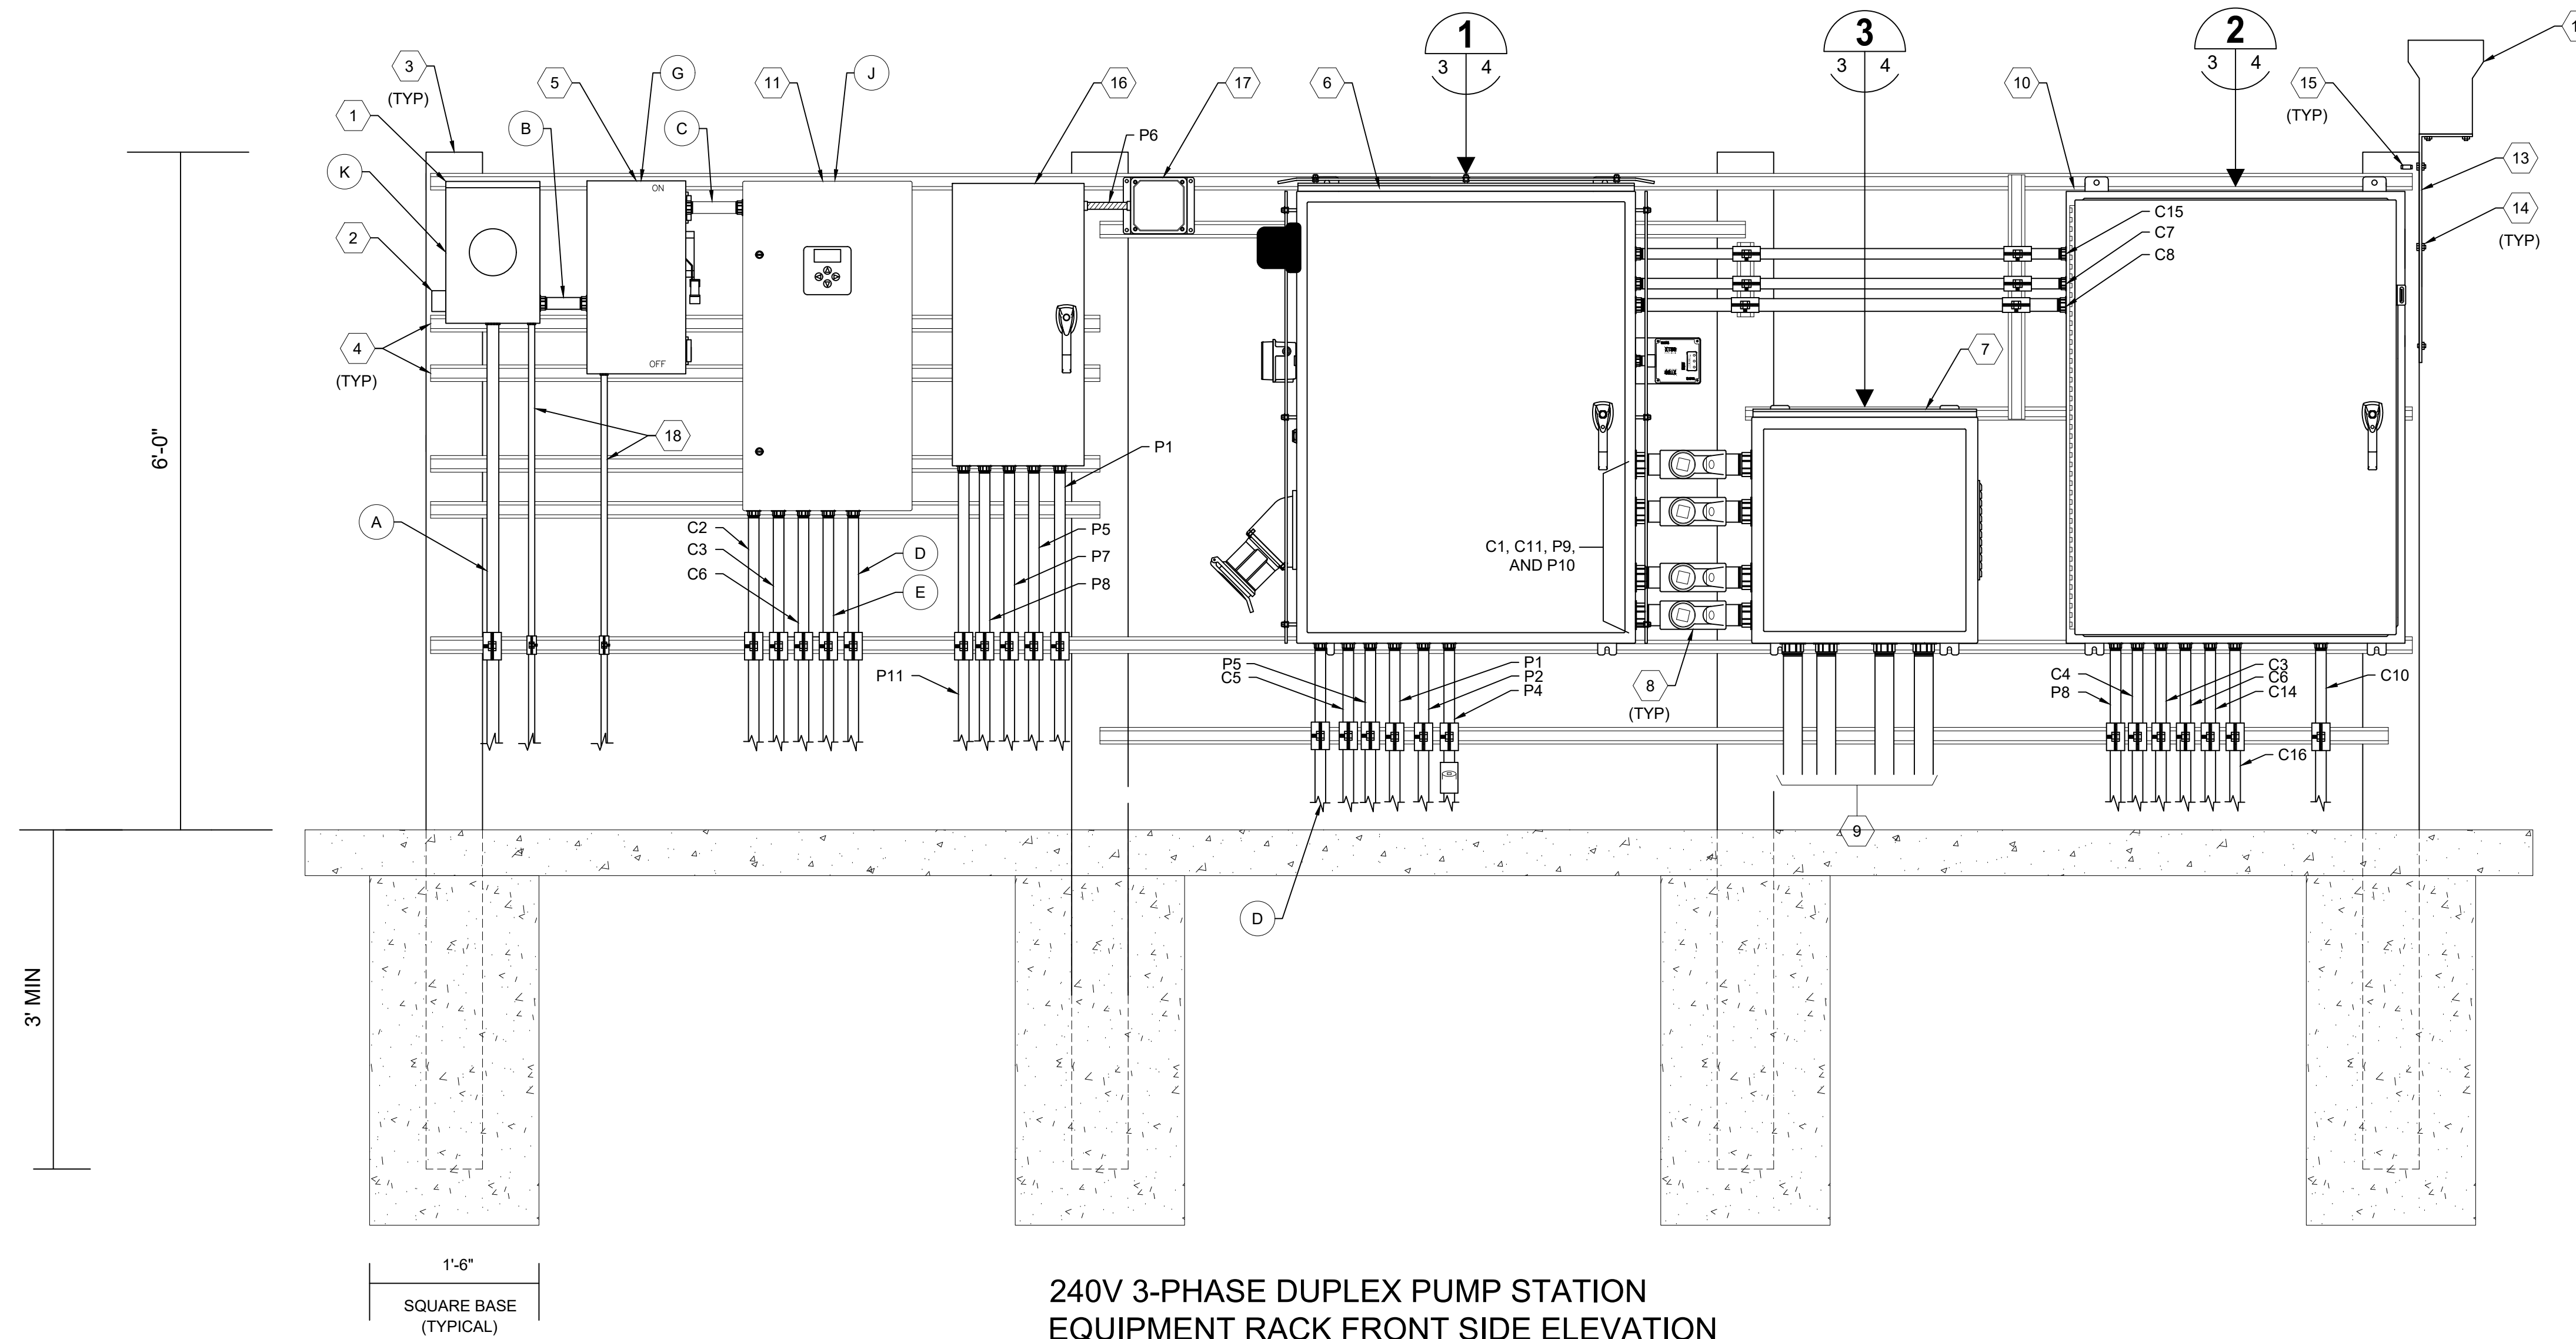 1
3 4
3
3 4
2
3 4
1
3
(TYP)
5
G
11
J
16
17
6
10
15
(TYP)
1
B
C
P6
K
ON
13
2
C15
C7
C8
14
(TYP)
4
(TYP)
OFF
7
18
P1
6'-0"
A
C2
C3
C6
D
E
P5
P7
P8
C1, C11, P9,
AND P10
P11
P5
C5
P1
P2
P4
8
(TYP)
C4
P8
C3
C6
C14
C10
C16
9
D
3' MIN
1'-6"
SQUARE BASE
(TYPICAL)
240V 3-PHASE DUPLEX PUMP STATION
EQUIPMENT RACK FRONT SIDE ELEVATION